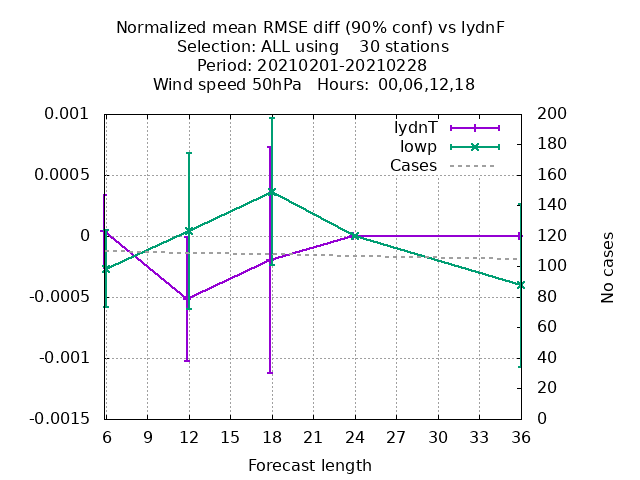 Normalized mean RMSE diff (90% conf) vs lydnF
Selection: ALL using    30 stations
Period: 20210201-20210228
Wind speed 50hPa   Hours:  00,06,12,18
lydnT
lowp
Cases
0.001
0.0005
0
-0.0005
-0.001
-0.0015
200
180
160
140
120
100
80
60
40
20
0
No cases
6 9 12 15 18 21 24 27 30 33 36
Forecast length